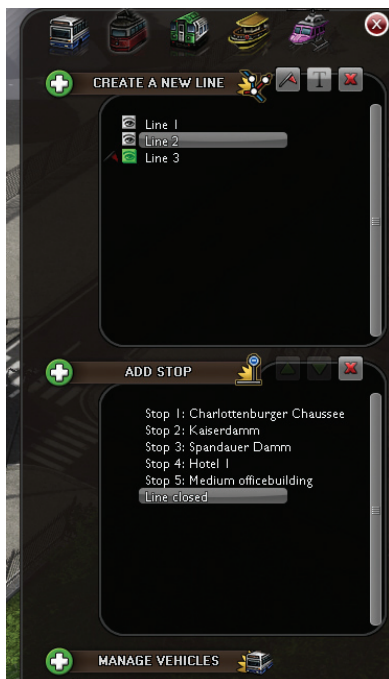 CREATE A NEW LINE
T
Line 1
Line 2
Line 3
ADD STOP
Stop 1: Charlottenburger Chaussee
Stop 2: Kaiserdamm
Stop 3: Spandauer Damm
Stop 4: Hotel 1
Stop 5: Medium officebuilding
Line closed
MANAGE VEHICLES